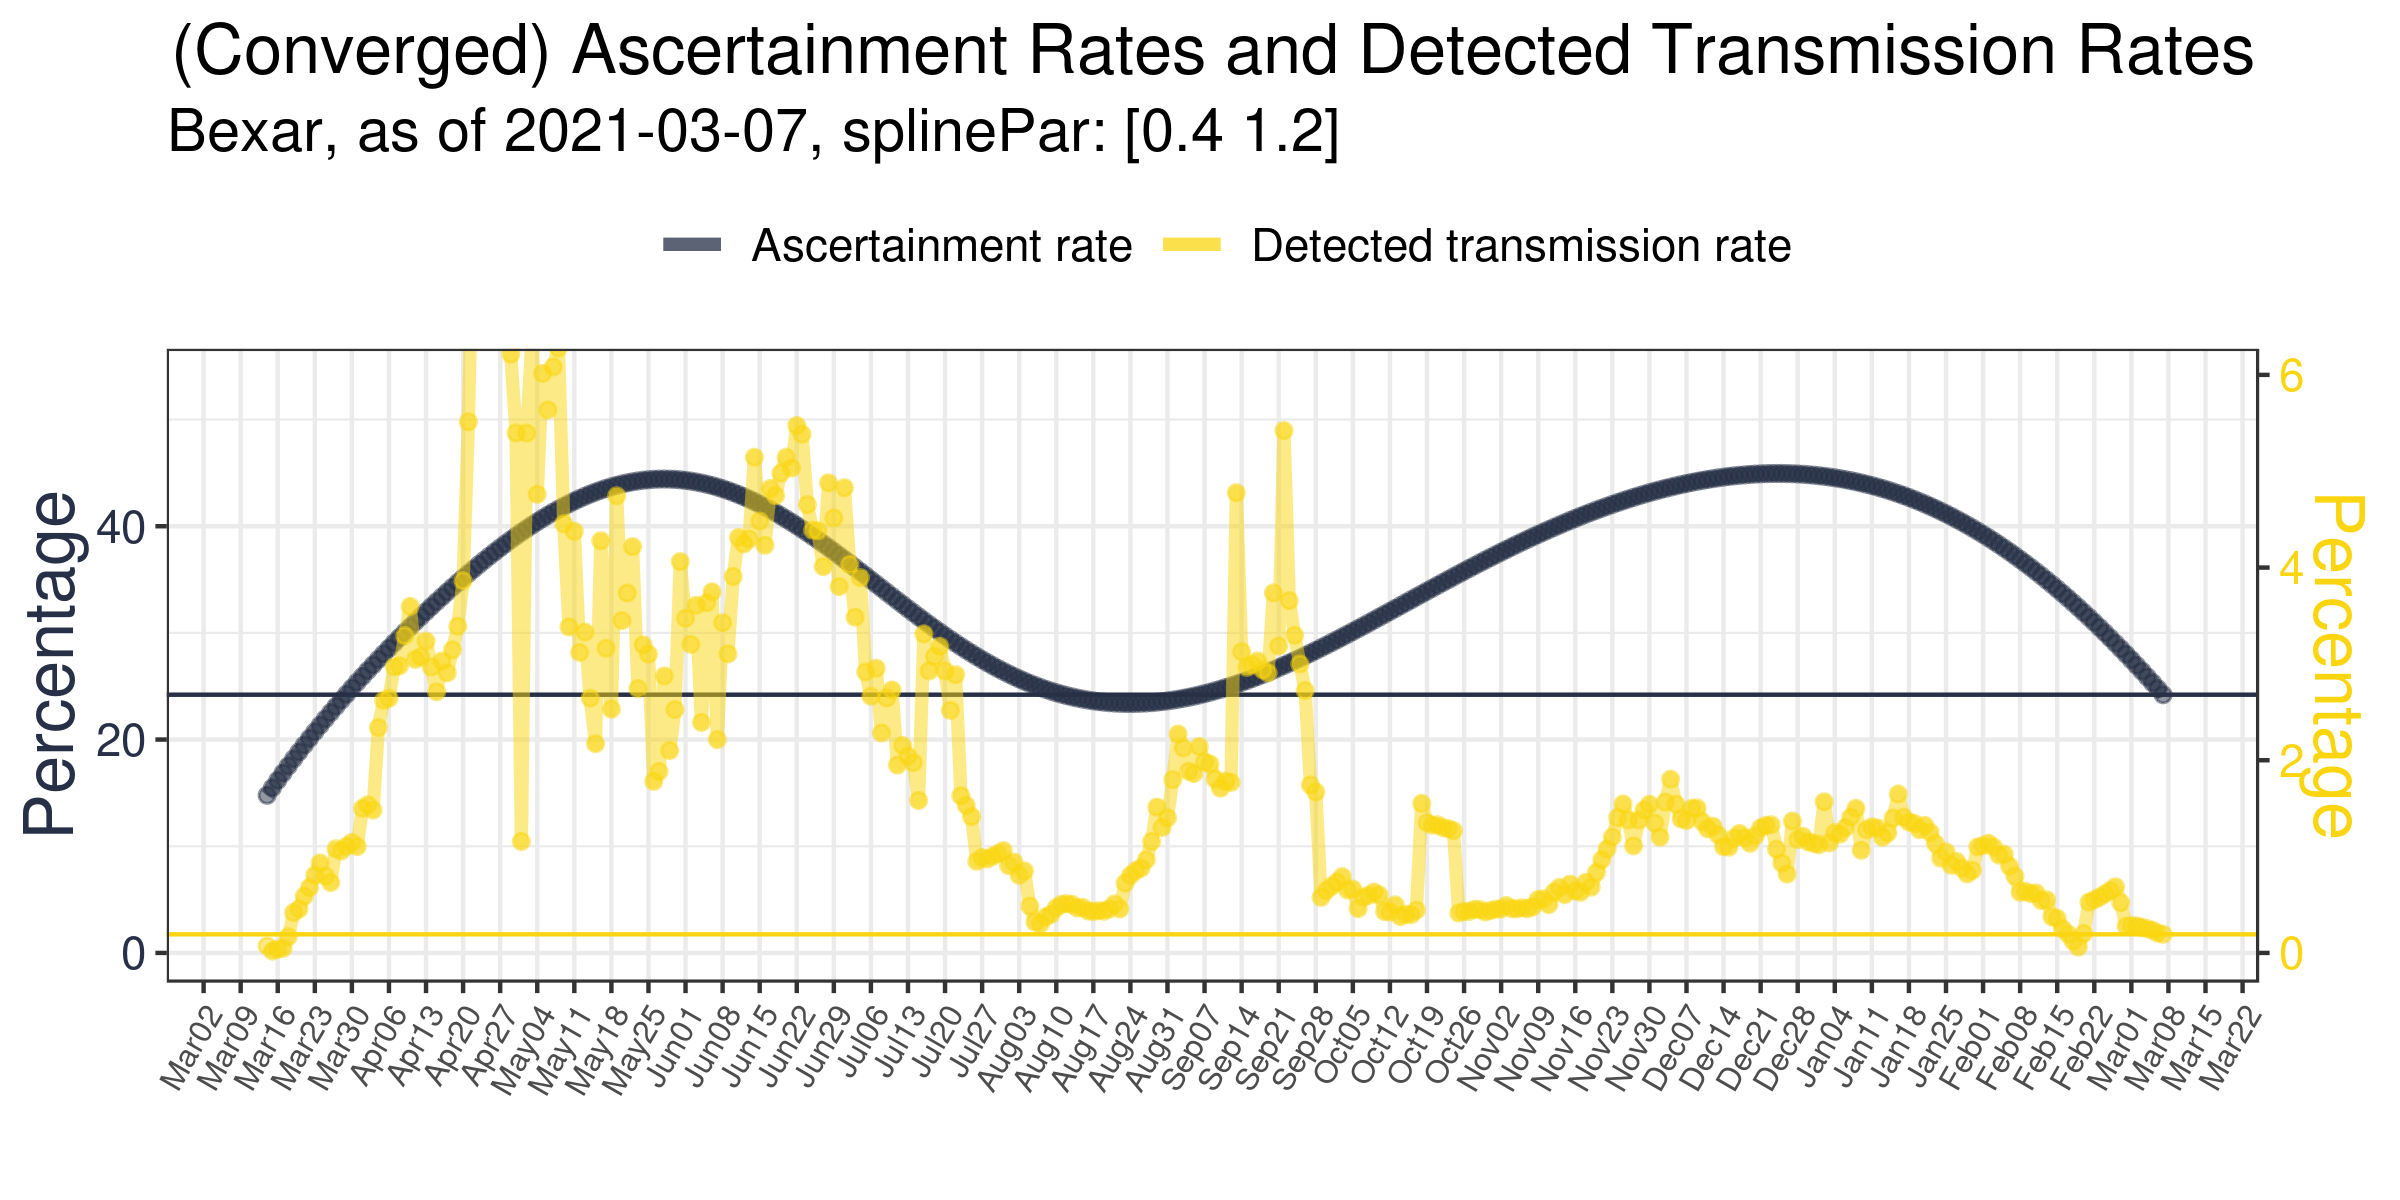 (Converged) Ascertainment Rates and Detected Transmission Rates
Bexar, as of 2021-03-07, splinePar: [0.4 1.2]
Ascertainment rate
Detected transmission rate
Percentage
40
20
0
6
4
2
0
Percentage
Mar02
Mar09
Mar16
Mar23
Mar30
Apr06
Apr13
Apr20
Apr27
May04
May11
May18
May25
Jun01
Jun08
Jun15
Jun22
Jun29
Jul06
Jul13
Jul20
Jul27
Aug03
Aug10
Aug17
Aug24
Aug31
Sep07
Sep14
Sep21
Sep28
Oct05
Oct12
Oct19
Oct26
Nov02
Nov09
Nov16
Nov23
Nov30
Dec07
Dec14
Dec21
Dec28
Jan04
Jan11
Jan18
Jan25
Feb01
Feb08
Feb15
Feb22
Mar01
Mar08
Mar15
Mar22